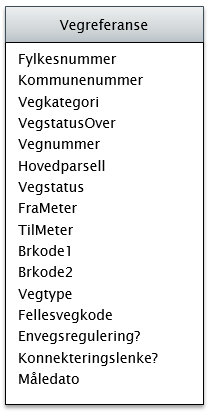 Vegreferanse
Fylkesnummer
Kommunenummer
Vegkategori
VegstatusOver
Vegnummer
Hovedparsell
Vegstatus
FraMeter
TilMeter
Brkode1
Brkode2
Vegtype
Fellesvegkode
Envegsregulering?
Konnekteringslenke?
Måledato